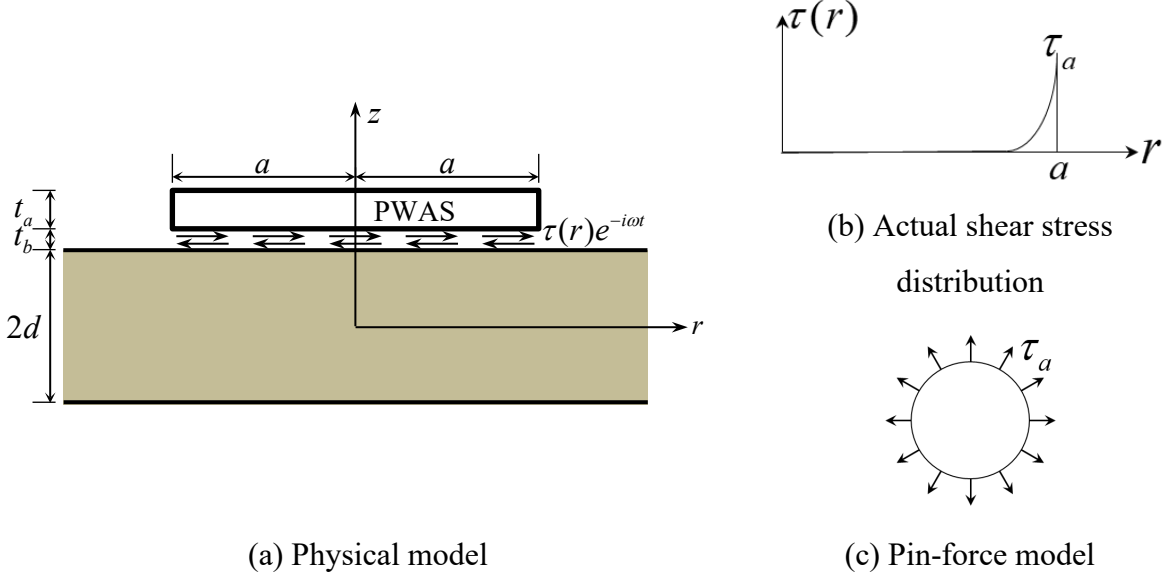 z
a
a
t_a
PWAS
t_b
τ(r)e^{-iωt}
2d
r
(a) Physical model
τ(r)
τ_a
r
a
(b) Actual shear stress
distribution
τ_a
(c) Pin-force model